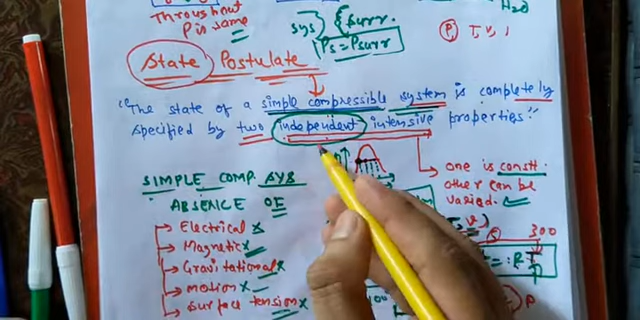 Throughout
P is same
sys} {surr.
Ps = Psurr
H2O
State Postulate
"The state of a simple compressible system is completely
specified by two independent intensive properties."
SIMPLE COMP. SYS
ABSENCE OF
Electrical x
Magnetic x
Gravitational x
motion x
Surface tension x
one is constt.
other can be
varied.
300